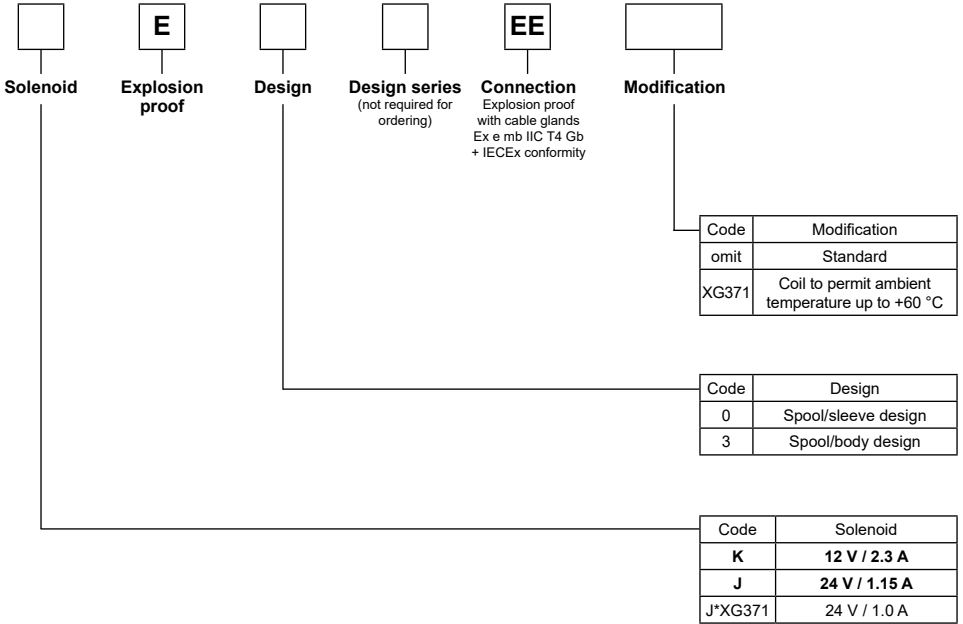 E
EE
Solenoid
Explosion
proof
Design
Design series
(not required for
ordering)
Connection
Explosion proof
with cable glands
Ex e mb IIC T4 Gb
+ IECEx conformity
Modification
Code Modification
omit Standard
XG371 Coil to permit ambient
temperature up to +60 °C
Code Design
0 Spool/sleeve design
3 Spool/body design
Code Solenoid
K 12 V / 2.3 A
J 24 V / 1.15 A
J*XG371 24 V / 1.0 A